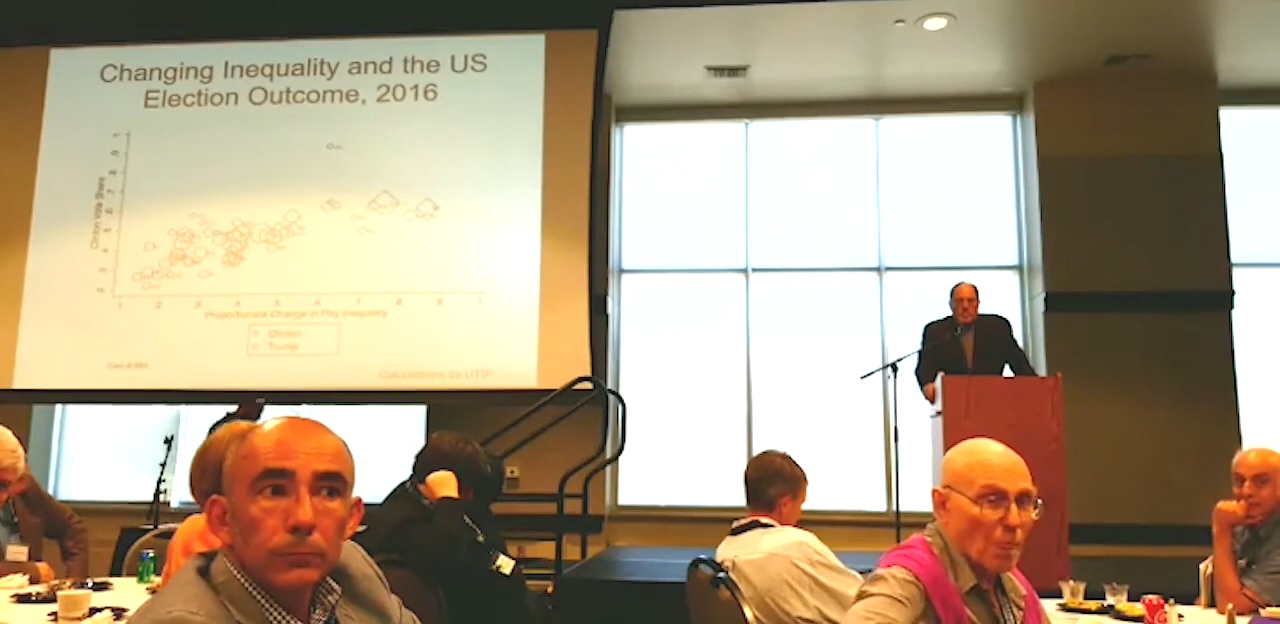 Changing Inequality and the US
Election Outcome, 2016
Clinton Vote Share
Proportionate Change in Pay Inequality
Clinton
Trump
Calculations by UTIP